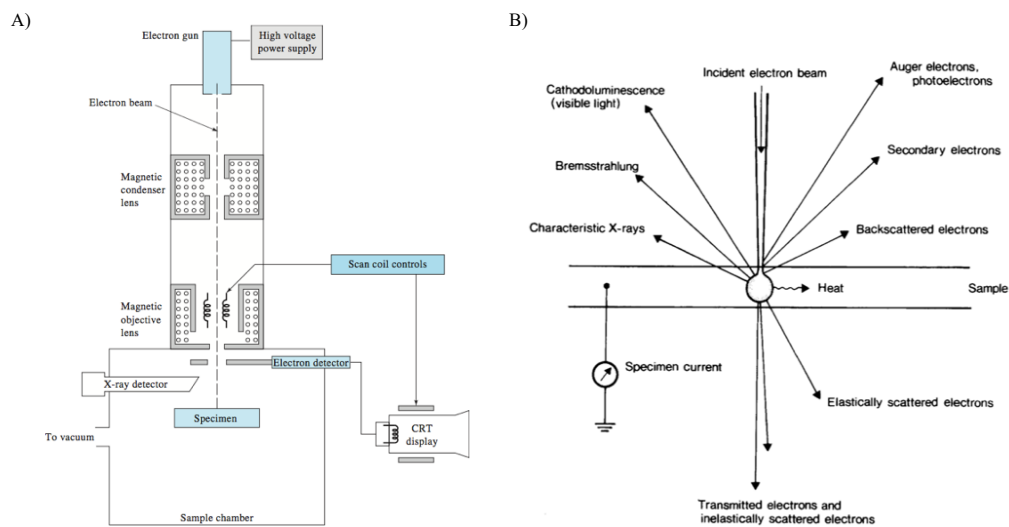 A)
Electron gun
High voltage
power supply
Electron beam
Magnetic
condenser
lens
Scan coil controls
Magnetic
objective
lens
Electron detector
X-ray detector
Specimen
To vacuum
CRT
display
Sample chamber
B)
Incident electron beam
Auger electrons,
photoelectrons
Cathodoluminescence
(visible light)
Secondary electrons
Bremsstrahlung
Characteristic X-rays
Backscattered electrons
Heat
Sample
Specimen current
Elastically scattered electrons
Transmitted electrons and
inelastically scattered electrons